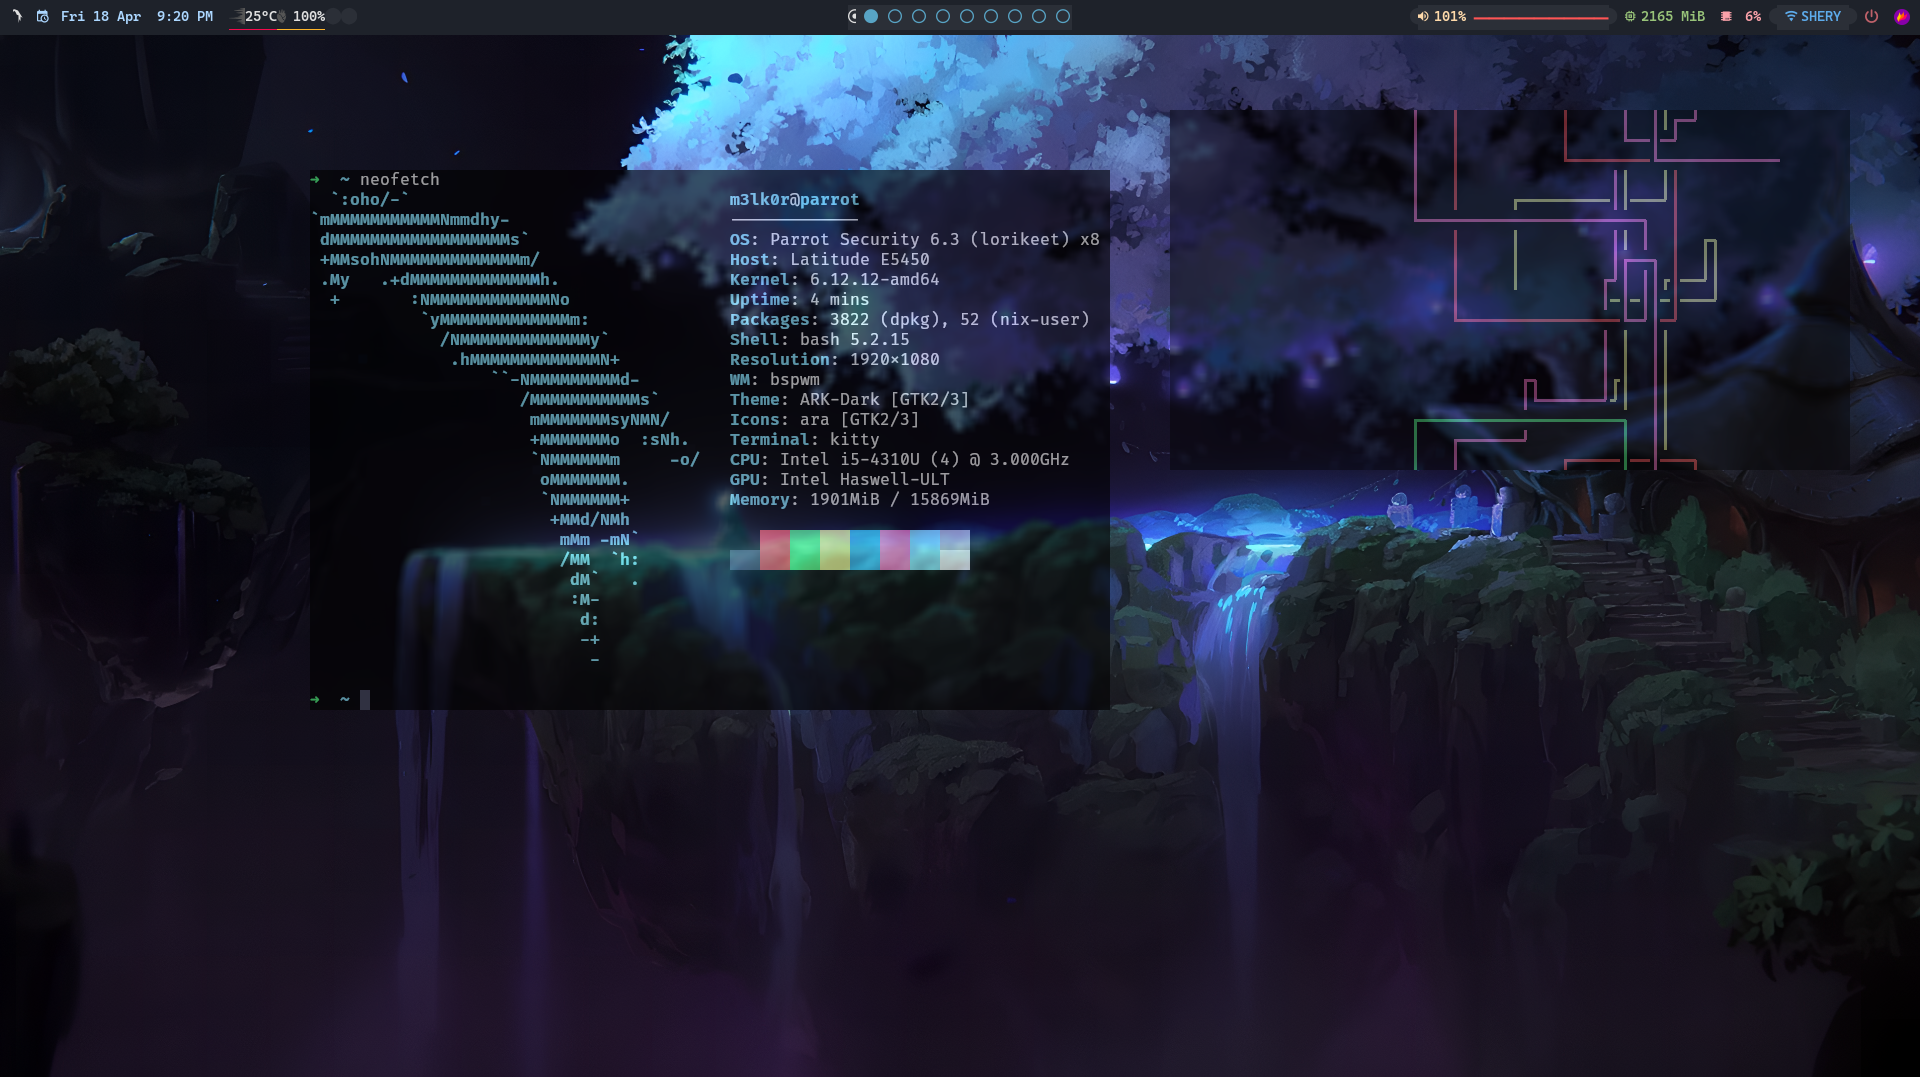 Fri 18 Apr 9:20 PM 25°C 100% 101% 2165 MiB 6% SHERY
➜ ~ neofetch
`:oho/-`
`mMMMMMMMMMMMNmmdhy-
dMMMMMMMMMMMMMMMMMMs`
+MMsohNMMMMMMMMMMMMMm/
.My .+dMMMMMMMMMMMMMh.
+ :NMMMMMMMMMMMMNo
`yMMMMMMMMMMMMMm:
/NMMMMMMMMMMMMMy`
.hMMMMMMMMMMMMMN+
``-NMMMMMMMMMd-
/MMMMMMMMMMMs`
mMMMMMMMsyNMN/
+MMMMMMMo :sNh.
`NMMMMMMm -o/
oMMMMMMM.
`NMMMMMM+
+MMd/NMh
mMm -mN`
/MM `h:
dM` .
:M-
d:
-+
-
m3lk0r@parrot
-------------
OS: Parrot Security 6.3 (lorikeet) x8
Host: Latitude E5450
Kernel: 6.12.12-amd64
Uptime: 4 mins
Packages: 3822 (dpkg), 52 (nix-user)
Shell: bash 5.2.15
Resolution: 1920×1080
WM: bspwm
Theme: ARK-Dark [GTK2/3]
Icons: ara [GTK2/3]
Terminal: kitty
CPU: Intel i5-4310U (4) @ 3.000GHz
GPU: Intel Haswell-ULT
Memory: 1901MiB / 15869MiB
➜ ~